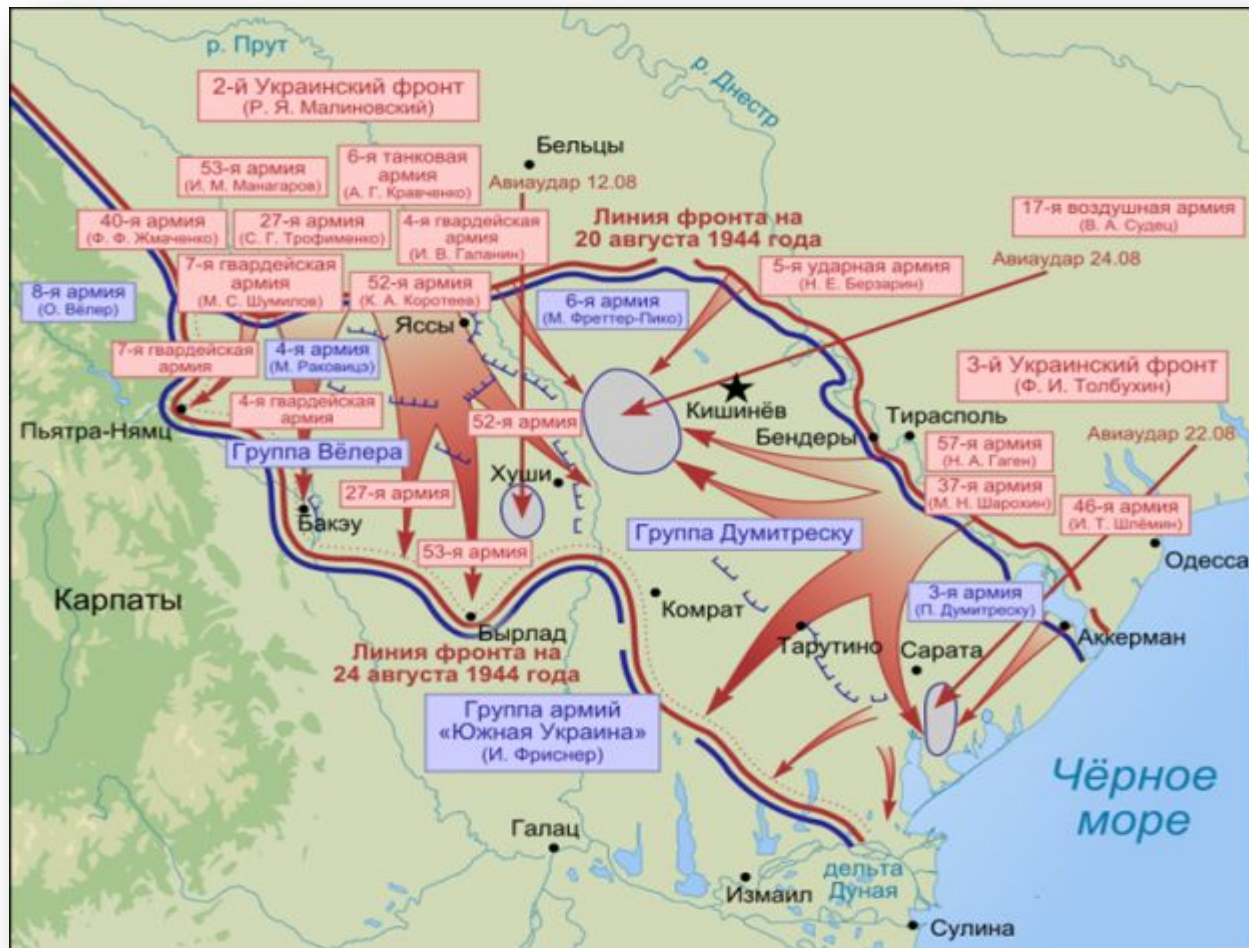 р. Прут
2-й Украинский фронт
(Р. Я. Малиновский)
р. Днестр
Бельцы
Авиаудар 12.08
53-я армия
(И. М. Манагаров)
6-я танковая
армия
(А. Г. Кравченко)
40-я армия
(Ф. Ф. Жмаченко)
27-я армия
(С. Г. Трофименко)
4-я гвардейская
армия
(И. В. Галанин)
Линия фронта на
20 августа 1944 года
17-я воздушная армия
(В. А. Судец)
Авиаудар 24.08
7-я гвардейская
армия
(М. С. Шумилов)
52-я армия
(К. А. Коротеев)
5-я ударная армия
(Н. Е. Берзарин)
8-я армия
(О. Вёлер)
6-я армия
(М. Фреттер-Пико)
Яссы
7-я гвардейская
армия
4-я армия
(М. Раковицэ)
3-й Украинский фронт
(Ф. И. Толбухин)
4-я гвардейская
армия
Пьятра-Нямц
52-я армия
Кишинёв
Тирасполь
Бендеры
Авиаудар 22.08
Группа Вёлера
57-я армия
(Н. А. Гаген)
Хуши
27-я армия
37-я армия
(М. Н. Шарохин)
46-я армия
(И. Т. Шлёмин)
Бакэу
Группа Думитреску
53-я армия
Одесса
Карпаты
Комрат
3-я армия
(П. Думитреску)
Бырлад
Тарутино
Аккерман
Сарата
Линия фронта на
24 августа 1944 года
Группа армий
«Южная Украина»
(И. Фриснер)
Чёрное
море
Галац
Измаил
дельта
Дуная
Сулина